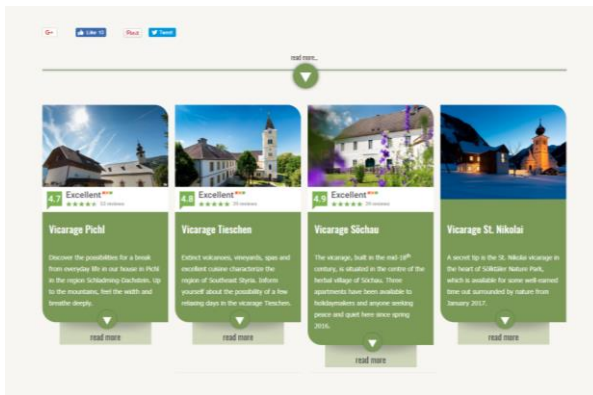 G+
Like 15
Pin it
Tweet
read more...
4.7 Excellent
4.8 Excellent
4.9 Excellent
29 reviews
Vicarage Pichl
Discover the possibilities for a break
from everyday life in our house in Pichl
in the region Schladming-Dachstein. Up
to the mountains, feel the width and
breathe deeply.
read more
Vicarage Tieschen
Extinct volcanoes, vineyards, spas and
excellent cuisine characterize the
region of Southeast Styria. Inform
yourself about the possibility of a few
relaxing days in the vicarage Tieschen.
read more
Vicarage Söchau
The vicarage, built in the mid-18th
century, is situated in the centre of the
herbal village of Söchau. Three
apartments have been available to
holidaymakers and anyone seeking
peace and quiet here since spring
2016.
read more
Vicarage St. Nikolai
A secret tip is the St. Nikolai vicarage in
the heart of Sölktäler Nature Park,
which is available for some well-earned
time out surrounded by nature from
January 2017.
read more